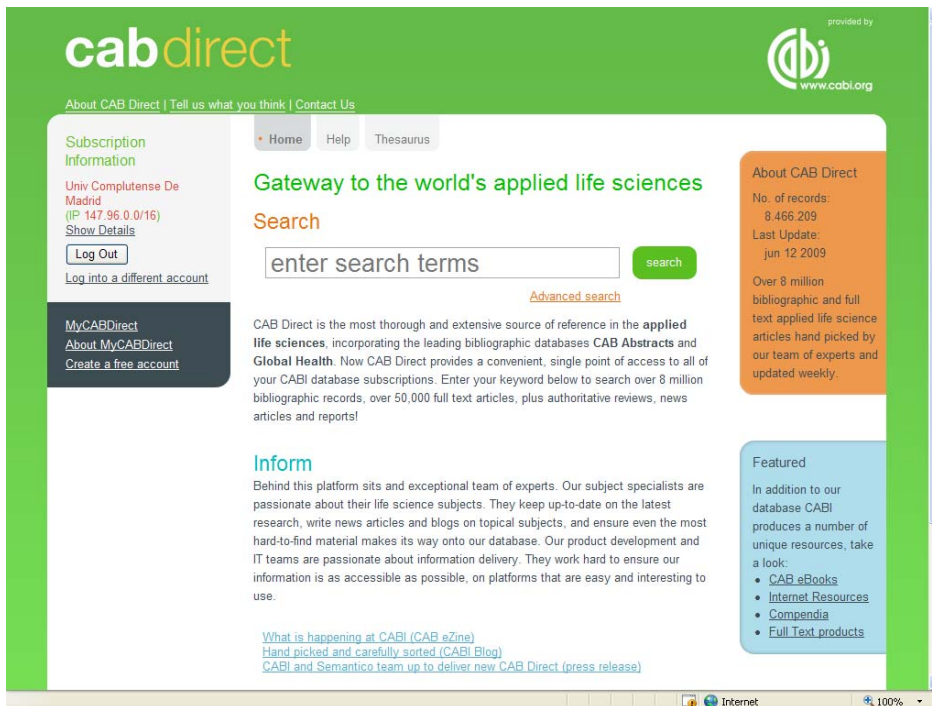 provided by
cabdirect
cabi
www.cabi.org
About CAB Direct | Tell us what you think | Contact Us
Subscription
Information
Univ Complutense De
Madrid
(IP 147.96.0.0/16)
Show Details
Log Out
Log into a different account
MyCABDirect
About MyCABDirect
Create a free account
• Home Help Thesaurus
Gateway to the world's applied life sciences
Search
enter search terms
search
Advanced search
CAB Direct is the most thorough and extensive source of reference in the applied
life sciences, incorporating the leading bibliographic databases CAB Abstracts and
Global Health. Now CAB Direct provides a convenient, single point of access to all of
your CABI database subscriptions. Enter your keyword below to search over 8 million
bibliographic records, over 50,000 full text articles, plus authoritative reviews, news
articles and reports!
Inform
Behind this platform sits and exceptional team of experts. Our subject specialists are
passionate about their life science subjects. They keep up-to-date on the latest
research, write news articles and blogs on topical subjects, and ensure even the most
hard-to-find material makes its way onto our database. Our product development and
IT teams are passionate about information delivery. They work hard to ensure our
information is as accessible as possible, on platforms that are easy and interesting to
use.
What is happening at CABI (CAB eZine)
Hand picked and carefully sorted (CABI Blog)
CABI and Semantico team up to deliver new CAB Direct (press release)
About CAB Direct
No. of records:
8.466.209
Last Update:
jun 12 2009
Over 8 million
bibliographic and full
text applied life science
articles hand picked by
our team of experts and
updated weekly.
Featured
In addition to our
database CABI
produces a number of
unique resources, take
a look:
• CAB eBooks
• Internet Resources
• Compendia
• Full Text products
Internet
100%